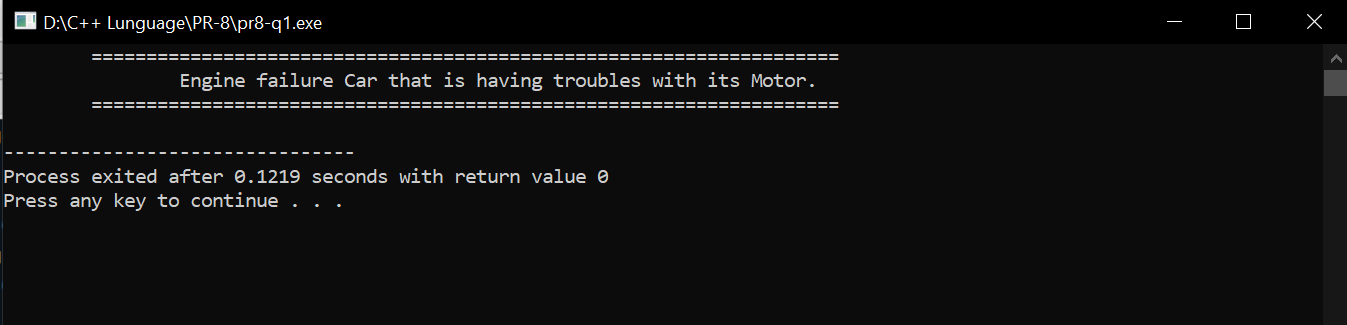 D:\C++ Lunguage\PR-8\pr8-q1.exe
====================================================================
Engine failure Car that is having troubles with its Motor.
====================================================================
--------------------------------
Process exited after 0.1219 seconds with return value 0
Press any key to continue . . .